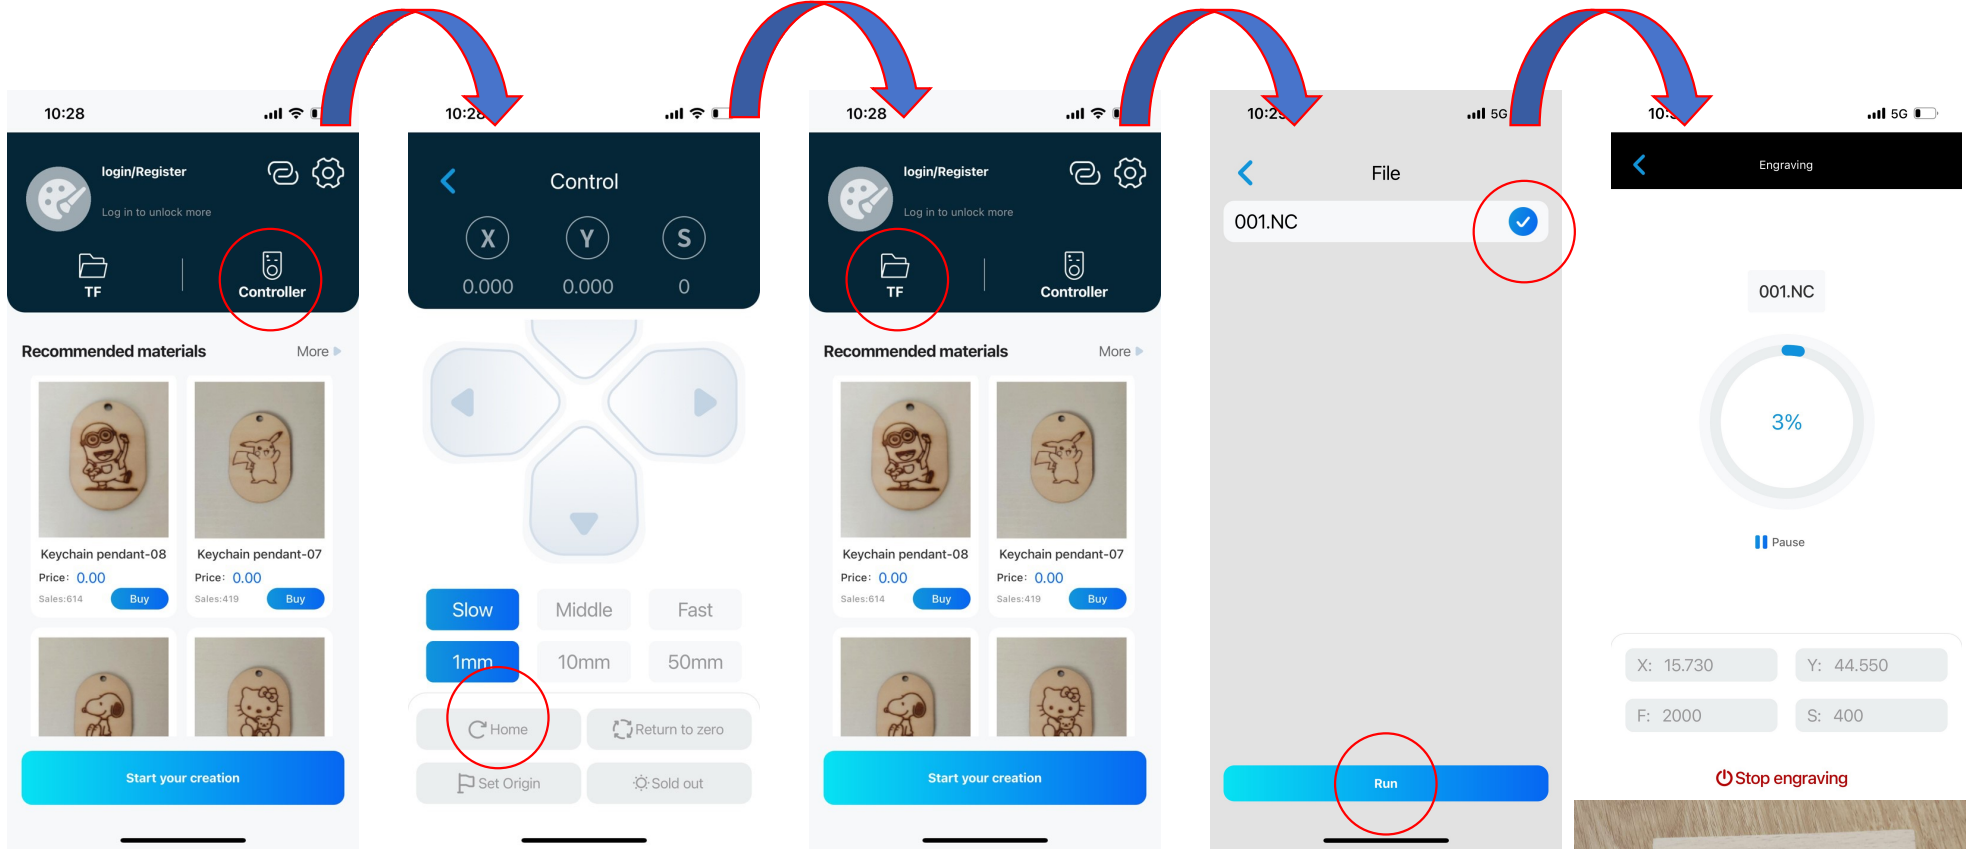 10:28
login/Register
Log in to unlock more
TF
Controller
Recommended materials
More
Keychain pendant-08
Keychain pendant-07
Price: 0.00
Price: 0.00
Sales:614
Buy
Sales:419
Buy
Start your creation
Control
X
Y
S
0.000
0.000
0
Slow
Middle
Fast
1mm
10mm
50mm
Home
Return to zero
Set Origin
Sold out
10:28
login/Register
Log in to unlock more
TF
Controller
Recommended materials
More
Keychain pendant-08
Keychain pendant-07
Price: 0.00
Price: 0.00
Sales:614
Buy
Sales:419
Buy
Start your creation
5G
File
001.NC
Run
5G
Engraving
001.NC
3%
Pause
X: 15.730
Y: 44.550
F: 2000
S: 400
Stop engraving